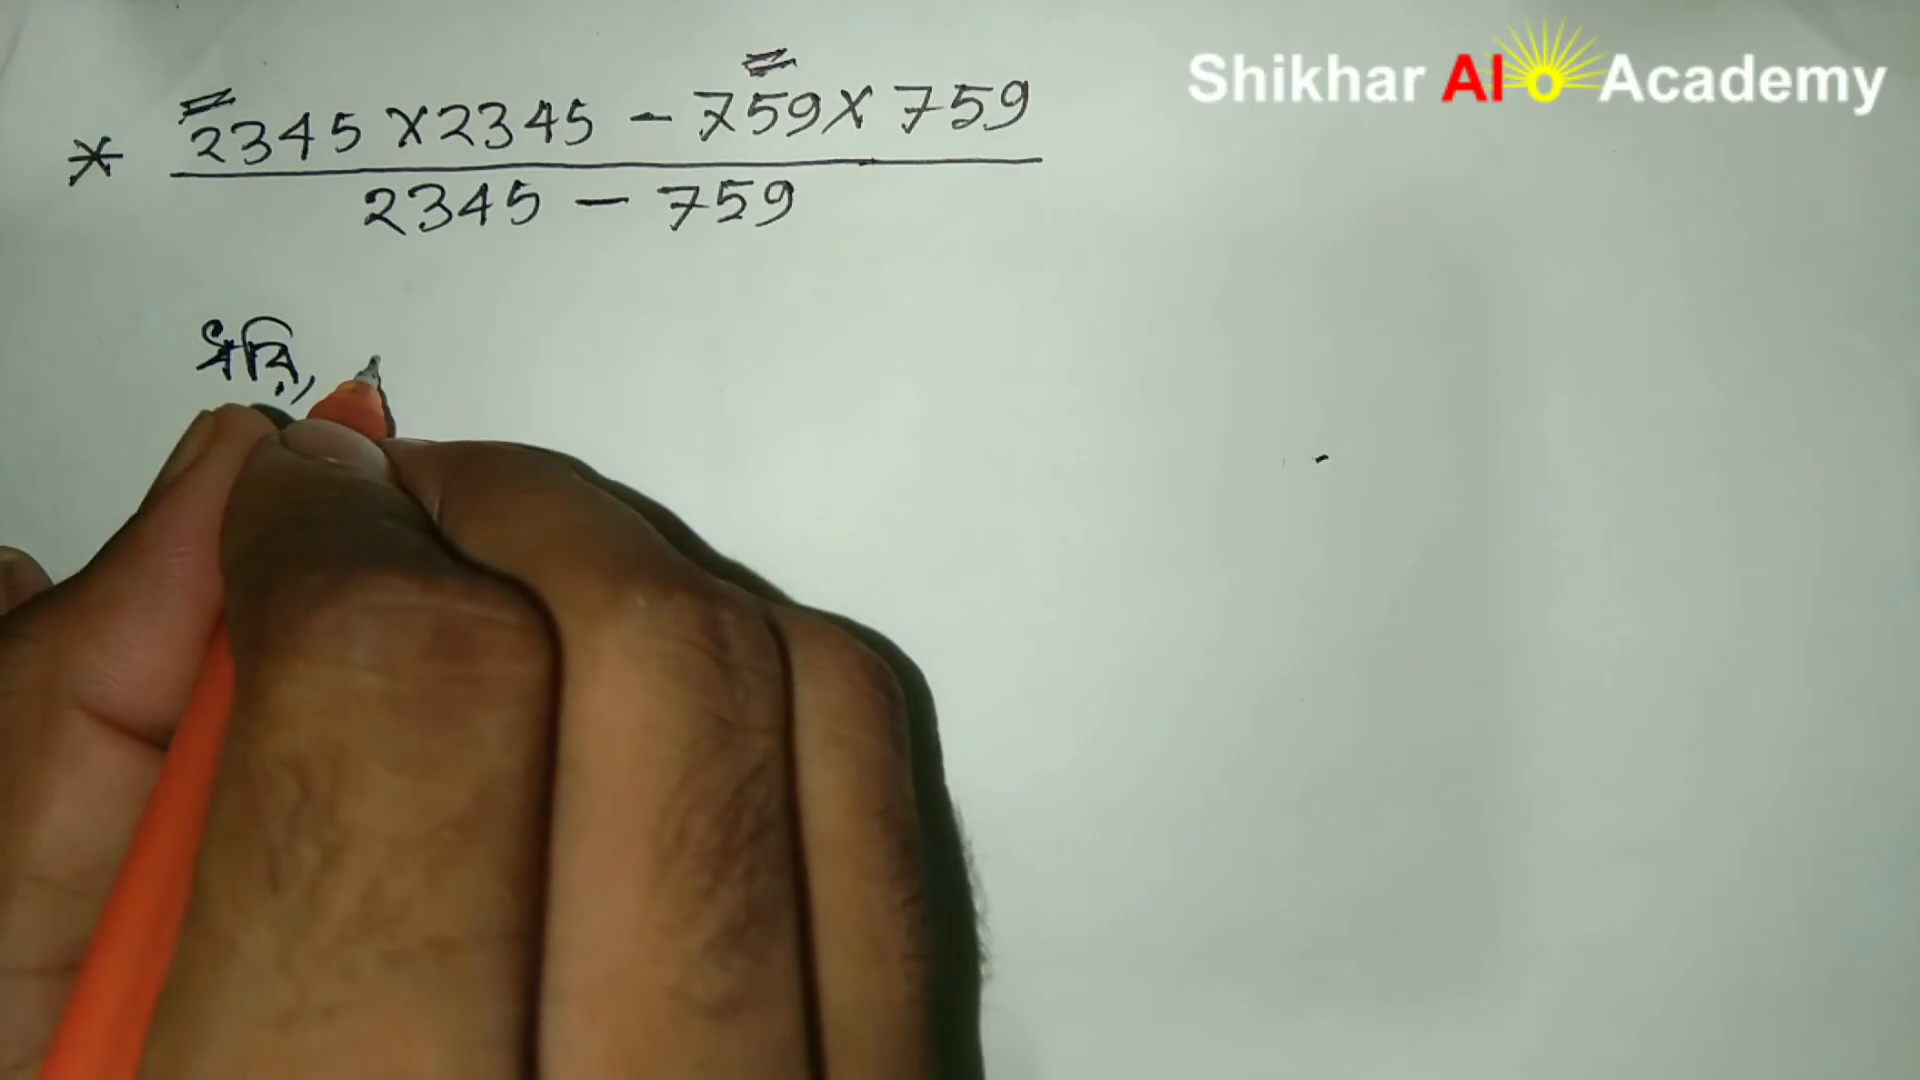 Shikhar Alo Academy
* 2345 × 2345 − 759 × 759
2345 − 759
ধরি,